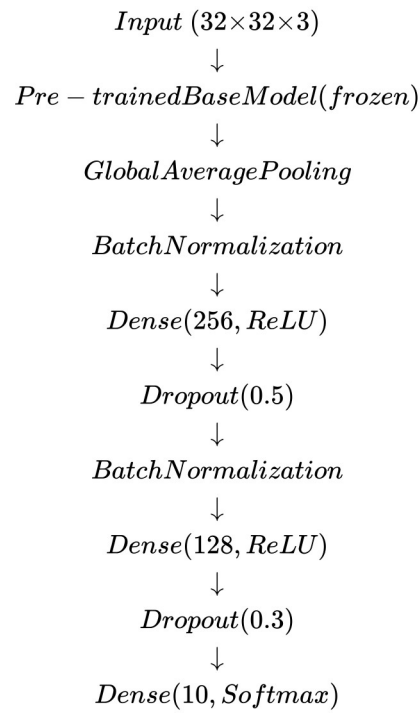 Input (32×32×3)
↓
Pre − trainedBaseModel(frozen)
↓
GlobalAveragePooling
↓
BatchNormalization
↓
Dense(256, ReLU)
↓
Dropout(0.5)
↓
BatchNormalization
↓
Dense(128, ReLU)
↓
Dropout(0.3)
↓
Dense(10, Softmax)